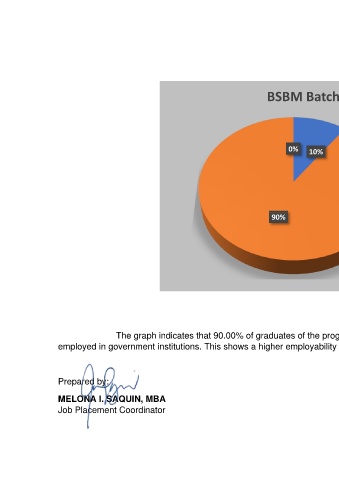 BSBM Batch
0%
10%
90%
The graph indicates that 90.00% of graduates of the prog
employed in government institutions. This shows a higher employability
Prepared by:
MELONA I. SAQUIN, MBA
Job Placement Coordinator